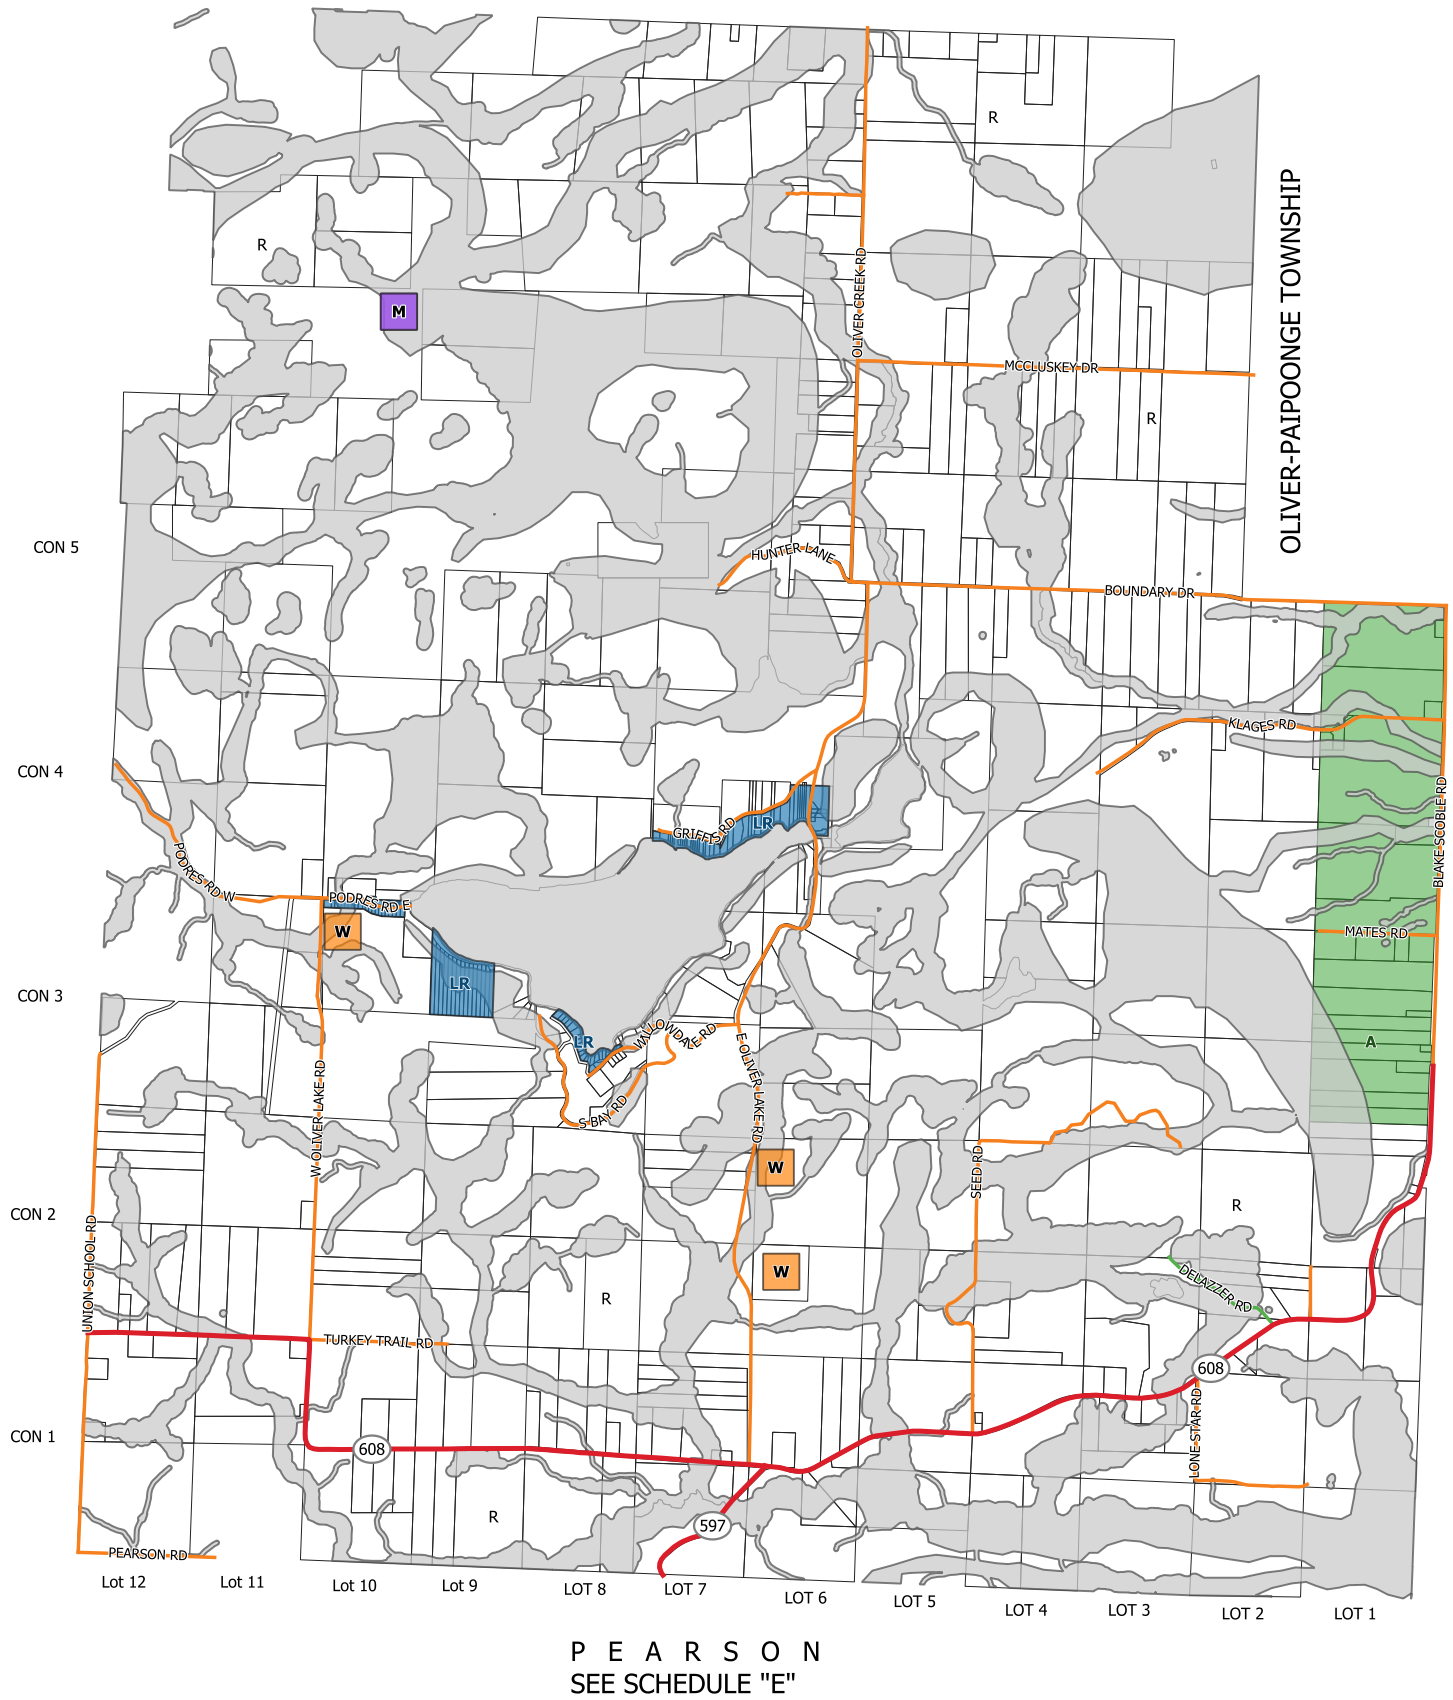 R
OLIVER-PAIPOONGE TOWNSHIP
R
OLIVER CREEK RD
M
MCCLUSKEY DR
R
CON 5
HUNTER LANE
BOUNDARY DR
KLAGES RD
CON 4
BLAKE SCOBLE RD
GRIFFIS RD
LR
PODRES RD W
PODRES RD E
W
MATES RD
LR
CON 3
WILLOWDALE RD
LR
A
E OLIVER LAKE RD
W OLIVER LAKE RD
S BAY RD
W
SEED RD
R
CON 2
UNION SCHOOL RD
W
DELAZZER RD
R
TURKEY TRAIL RD
608
LONE STAR RD
CON 1
608
R
597
PEARSON RD
Lot 12
Lot 11
Lot 10
Lot 9
LOT 8
LOT 7
LOT 6
LOT 5
LOT 4
LOT 3
LOT 2
LOT 1
PEARSON
SEE SCHEDULE "E"